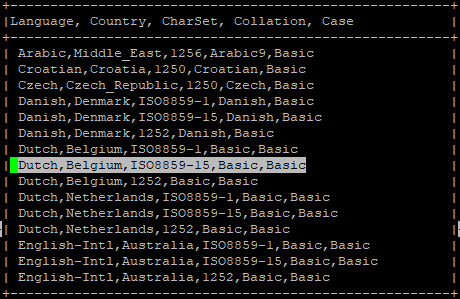 Language, Country, CharSet, Collation, Case
Arabic,Middle_East,1256,Arabic9,Basic
Croatian,Croatia,1250,Croatian,Basic
Czech,Czech_Republic,1250,Czech,Basic
Danish,Denmark,ISO8859-1,Danish,Basic
Danish,Denmark,ISO8859-15,Danish,Basic
Danish,Denmark,1252,Danish,Basic
Dutch,Belgium,ISO8859-1,Basic,Basic
Dutch,Belgium,ISO8859-15,Basic,Basic
Dutch,Belgium,1252,Basic,Basic
Dutch,Netherlands,ISO8859-1,Basic,Basic
Dutch,Netherlands,ISO8859-15,Basic,Basic
Dutch,Netherlands,1252,Basic,Basic
English-Intl,Australia,ISO8859-1,Basic,Basic
English-Intl,Australia,ISO8859-15,Basic,Basic
English-Intl,Australia,1252,Basic,Basic